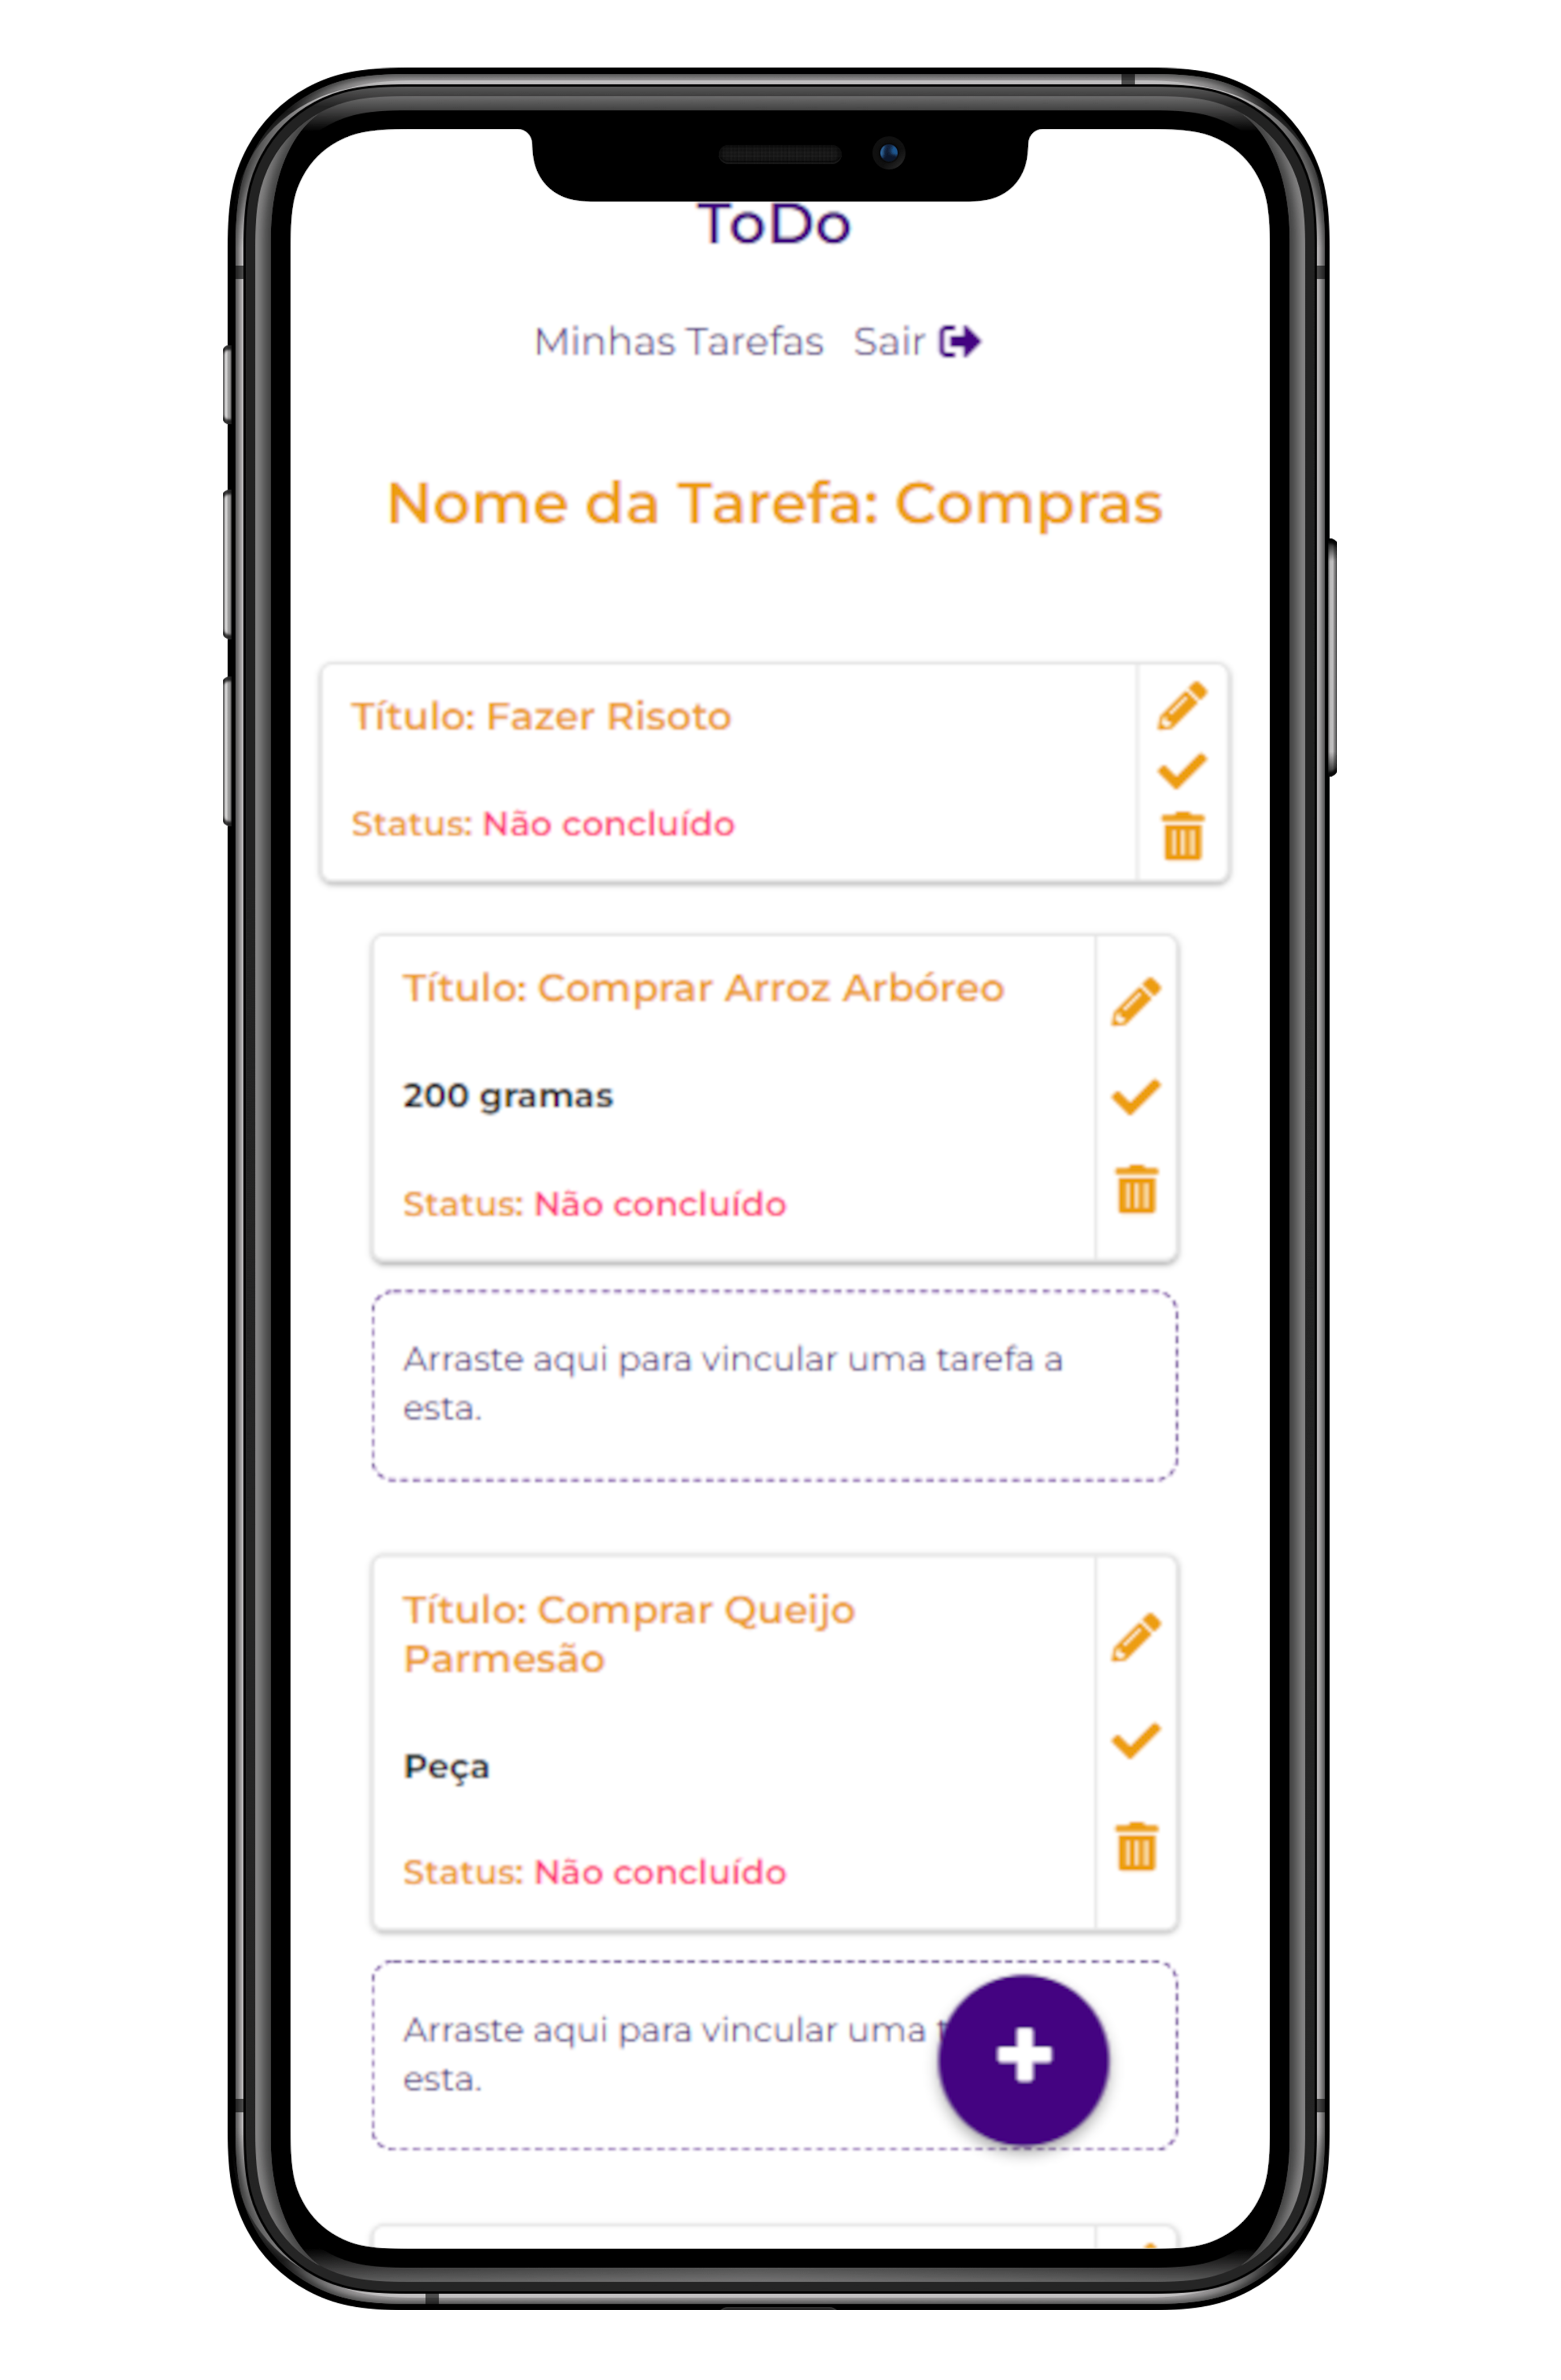 ToDo
Minhas Tarefas Sair
Nome da Tarefa: Compras
Título: Fazer Risoto
Status: Não concluído
Título: Comprar Arroz Arbóreo
200 gramas
Status: Não concluído
Arraste aqui para vincular uma tarefa a
esta.
Título: Comprar Queijo
Parmesão
Peça
Status: Não concluído
Arraste aqui para vincular uma
esta.